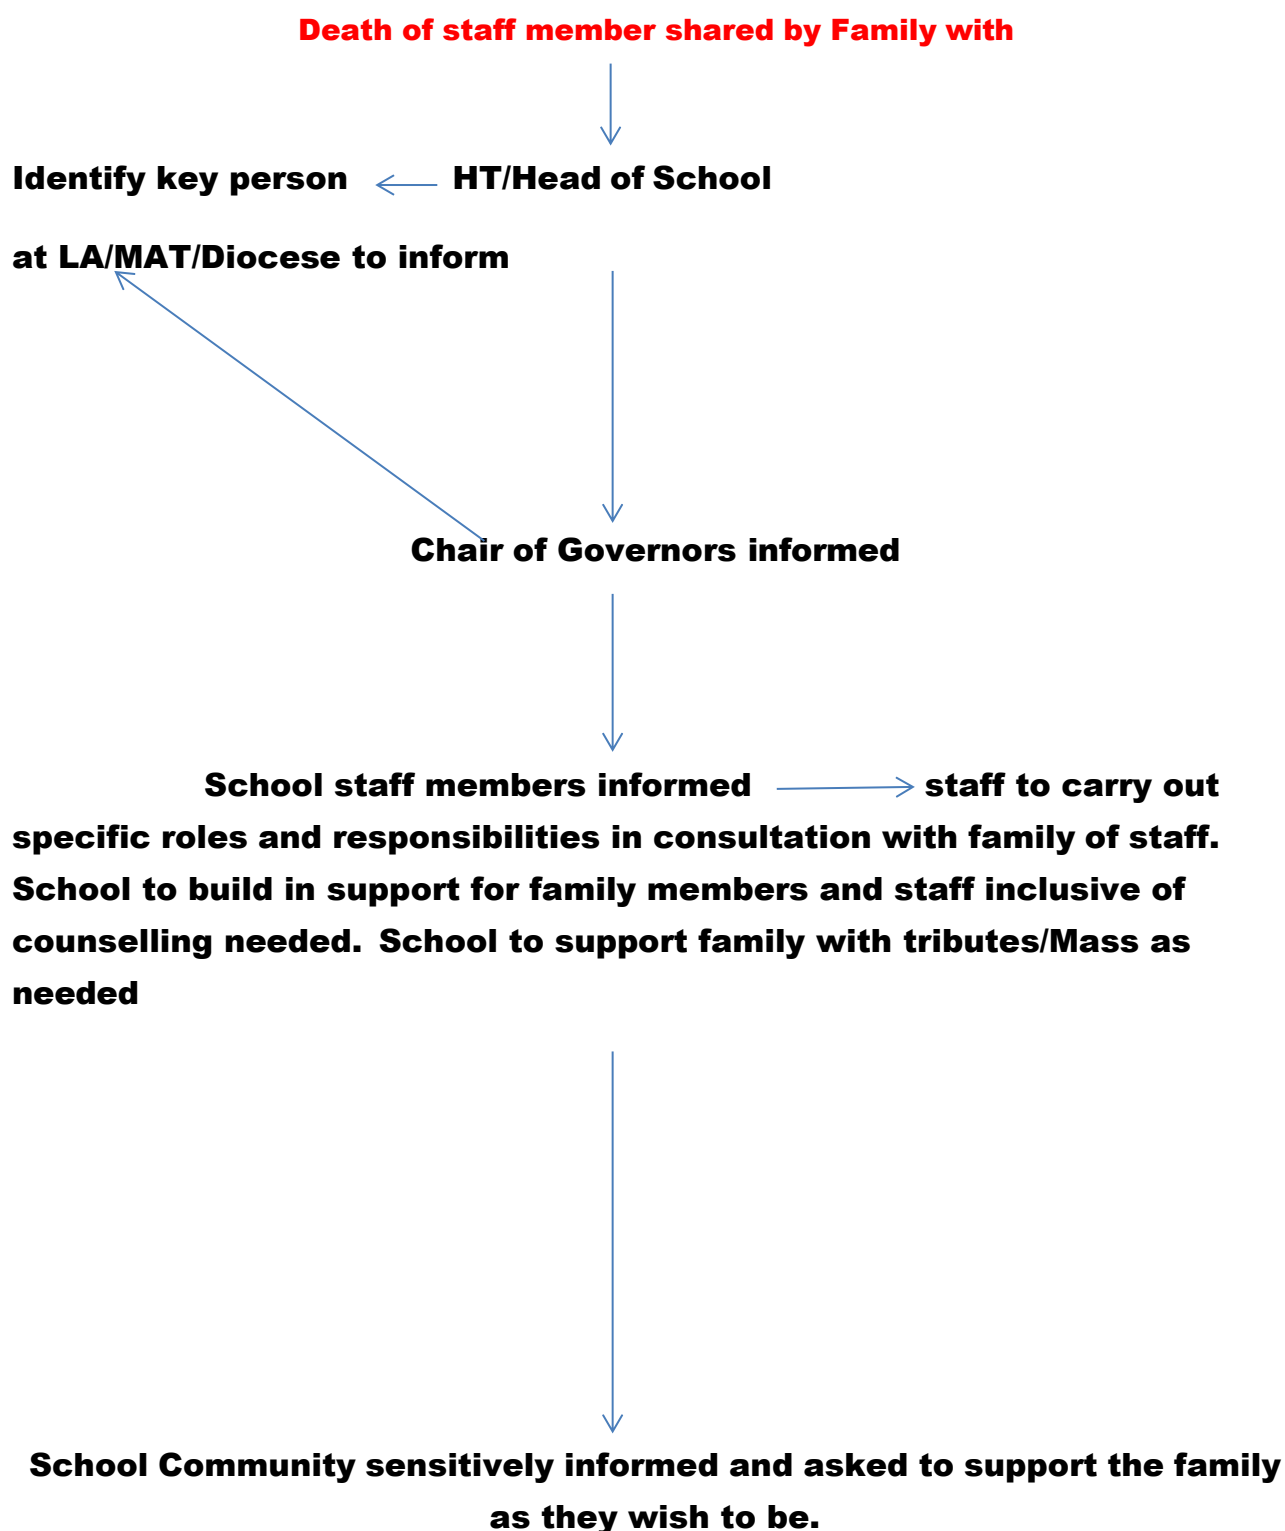 Death of staff member shared by Family with
Identify key person HT/Head of School
at LA/MAT/Diocese to inform
Chair of Governors informed
School staff members informed staff to carry out
specific roles and responsibilities in consultation with family of staff.
School to build in support for family members and staff inclusive of
counselling needed. School to support family with tributes/Mass as
needed
School Community sensitively informed and asked to support the family
as they wish to be.